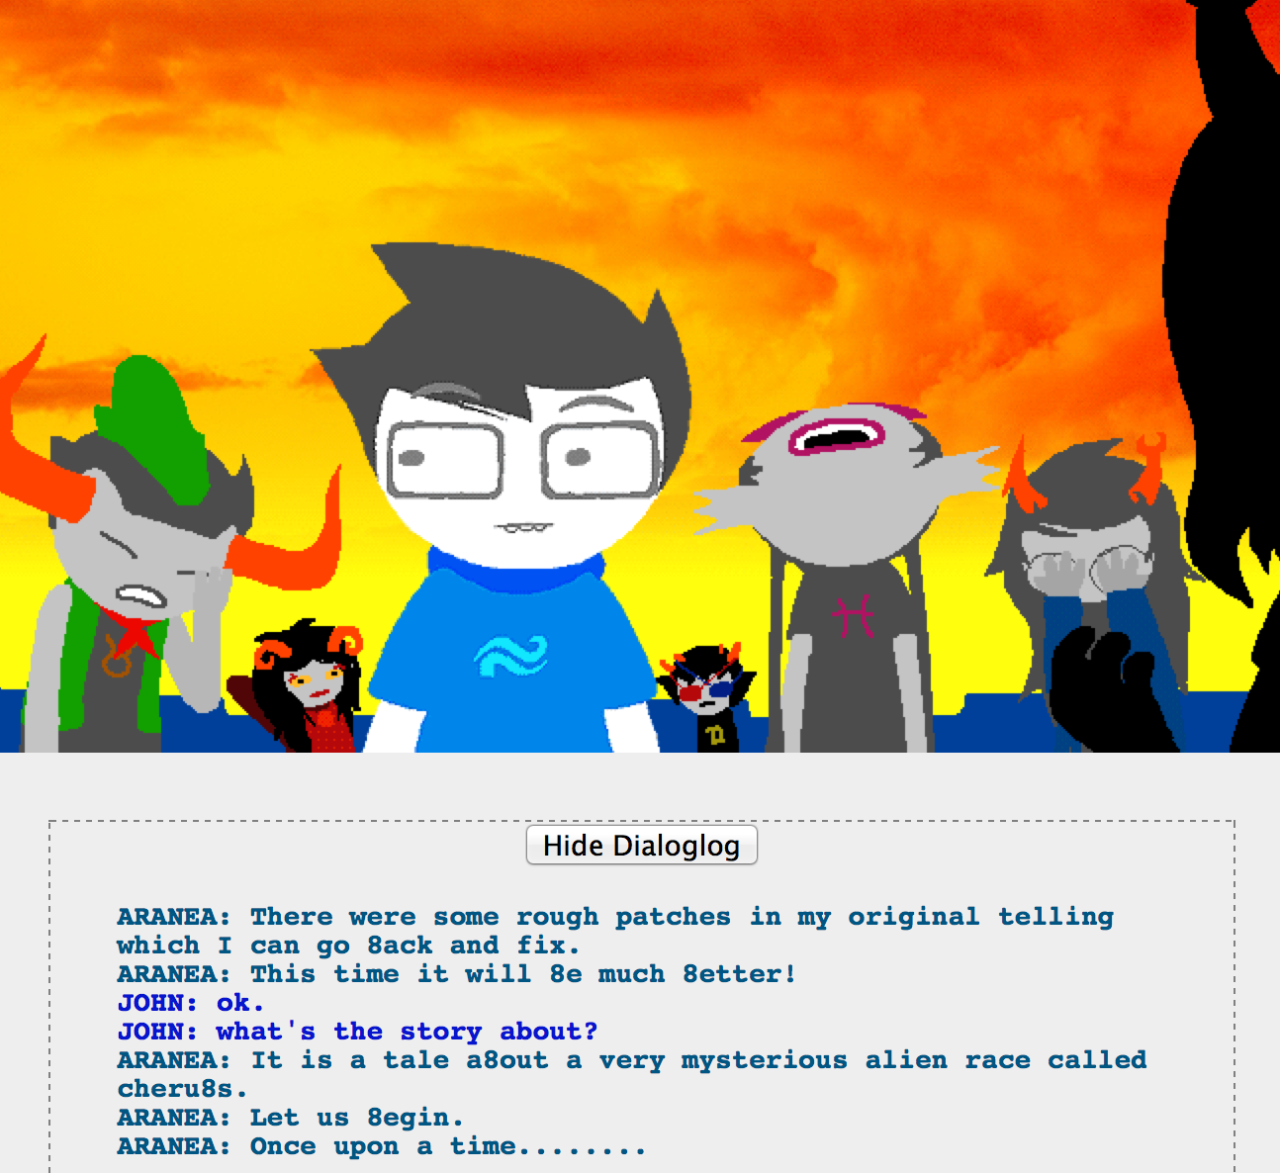 Hide Dialoglog
ARANEA: There were some rough patches in my original telling
which I can go 8ack and fix.
ARANEA: This time it will 8e much 8etter!
JOHN: ok.
JOHN: what's the story about?
ARANEA: It is a tale a8out a very mysterious alien race called
cheru8s.
ARANEA: Let us 8egin.
ARANEA: Once upon a time........